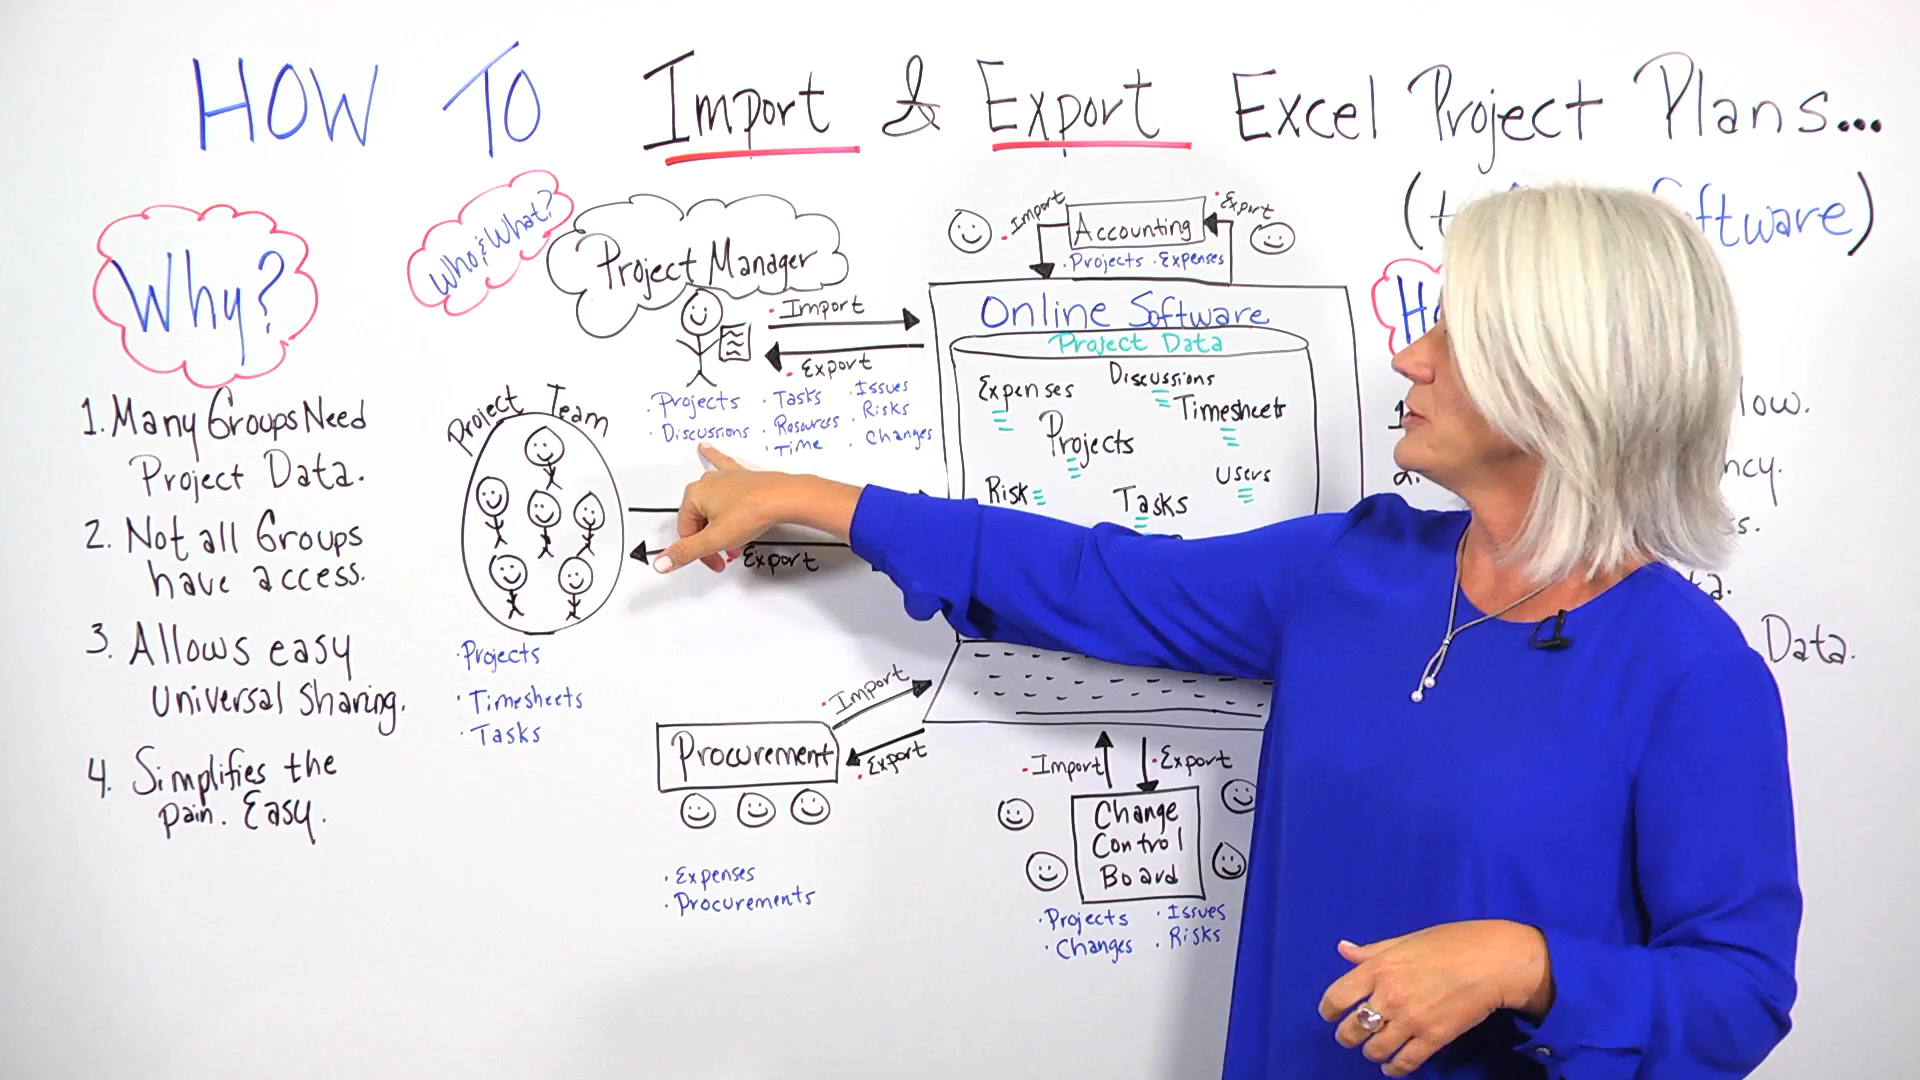 HOW TO Import & Export Excel Project Plans...
Software)
Why?
1. Many Groups Need
Project Data.
2. Not all Groups
have access.
3. Allows easy
Universal Sharing.
4. Simplifies the
pain. Easy.
Who & What?
Project Manager
· Import
· Export
· Projects
· Discussions
· Tasks
· Resources
· Time
· Issues
· Risks
· Changes
Project Team
Export
· Projects
· Timesheets
· Tasks
· Import
Accounting
· Export
· Projects · Expenses
Online Software
Project Data
Expenses
Discussions
Timesheets
Projects
Users
Risk
Tasks
· Import
· Export
Procurement
· Expenses
· Procurements
· Import
· Export
Change
Control
Board
· Projects
· Changes
· Issues
· Risks
1.
2.
Data.